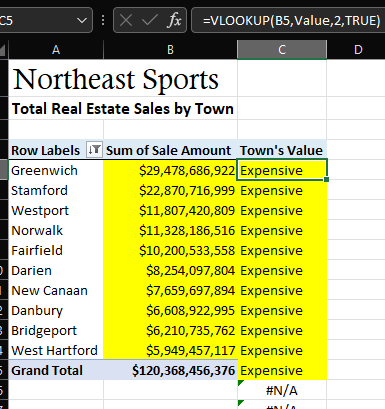 C5 fx =VLOOKUP(B5,Value,2,TRUE)
A B C D
Northeast Sports
Total Real Estate Sales by Town
Row Labels Sum of Sale Amount Town's Value
Greenwich $29,478,686,922 Expensive
Stamford $22,870,716,999 Expensive
Westport $11,807,420,809 Expensive
Norwalk $11,328,186,516 Expensive
Fairfield $10,200,533,558 Expensive
Darien $8,254,097,804 Expensive
New Canaan $7,659,697,894 Expensive
Danbury $6,608,922,995 Expensive
Bridgeport $6,210,735,762 Expensive
West Hartford $5,949,457,117 Expensive
Grand Total $120,368,456,376 Expensive
#N/A
#N/A